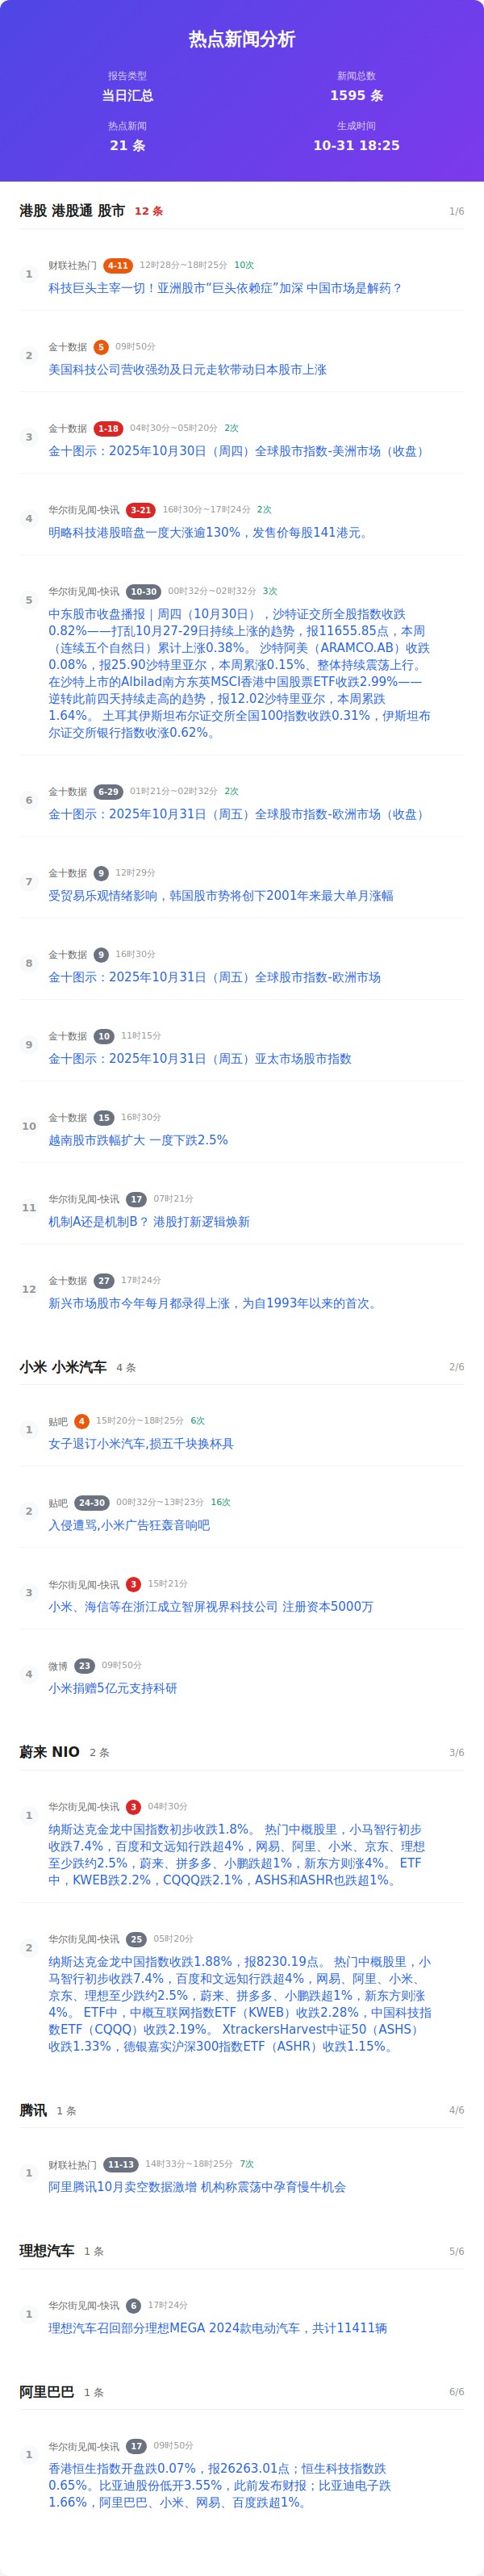 热点新闻分析
报告类型
当日汇总
新闻总数
1595 条
热点新闻
21 条
生成时间
10-31 18:25
港股 港股通 股市 12 条 1/6
1
财联社热门 4-11 12时28分~18时25分 10次
科技巨头主宰一切！亚洲股市“巨头依赖症”加深 中国市场是解药？
2
金十数据 5 09时50分
美国科技公司营收强劲及日元走软带动日本股市上涨
3
金十数据 1-18 04时30分~05时20分 2次
金十图示：2025年10月30日（周四）全球股市指数-美洲市场（收盘）
4
华尔街见闻-快讯 3-21 16时30分~17时24分 2次
明略科技港股暗盘一度大涨逾130%，发售价每股141港元。
5
华尔街见闻-快讯 10-30 00时32分~02时32分 3次
中东股市收盘播报｜周四（10月30日），沙特证交所全股指数收跌
0.82%——打乱10月27-29日持续上涨的趋势，报11655.85点，本周
（连续五个自然日）累计上涨0.38%。 沙特阿美（ARAMCO.AB）收跌
0.08%，报25.90沙特里亚尔，本周累涨0.15%、整体持续震荡上行。
在沙特上市的Albilad南方东英MSCI香港中国股票ETF收跌2.99%——
逆转此前四天持续走高的趋势，报12.02沙特里亚尔，本周累跌
1.64%。 土耳其伊斯坦布尔证交所全国100指数收跌0.31%，伊斯坦布
尔证交所银行指数收涨0.62%。
6
金十数据 6-29 01时21分~02时32分 2次
金十图示：2025年10月31日（周五）全球股市指数-欧洲市场（收盘）
7
金十数据 9 12时29分
受贸易乐观情绪影响，韩国股市势将创下2001年来最大单月涨幅
8
金十数据 9 16时30分
金十图示：2025年10月31日（周五）全球股市指数-欧洲市场
9
金十数据 10 11时15分
金十图示：2025年10月31日（周五）亚太市场股市指数
10
金十数据 15 16时30分
越南股市跌幅扩大 一度下跌2.5%
11
华尔街见闻-快讯 17 07时21分
机制A还是机制B？ 港股打新逻辑焕新
12
金十数据 27 17时24分
新兴市场股市今年每月都录得上涨，为自1993年以来的首次。
小米 小米汽车 4 条 2/6
1
贴吧 4 15时20分~18时25分 6次
女子退订小米汽车,损五千块换杯具
2
贴吧 24-30 00时32分~13时23分 16次
入侵遭骂,小米广告狂轰音响吧
3
华尔街见闻-快讯 3 15时21分
小米、海信等在浙江成立智屏视界科技公司 注册资本5000万
4
微博 23 09时50分
小米捐赠5亿元支持科研
蔚来 NIO 2 条 3/6
1
华尔街见闻-快讯 3 04时30分
纳斯达克金龙中国指数初步收跌1.8%。 热门中概股里，小马智行初步
收跌7.4%，百度和文远知行跌超4%，网易、阿里、小米、京东、理想
至少跌约2.5%，蔚来、拼多多、小鹏跌超1%，新东方则涨4%。 ETF
中，KWEB跌2.2%，CQQQ跌2.1%，ASHS和ASHR也跌超1%。
2
华尔街见闻-快讯 25 05时20分
纳斯达克金龙中国指数收跌1.88%，报8230.19点。 热门中概股里，小
马智行初步收跌7.4%，百度和文远知行跌超4%，网易、阿里、小米、
京东、理想至少跌约2.5%，蔚来、拼多多、小鹏跌超1%，新东方则涨
4%。 ETF中，中概互联网指数ETF（KWEB）收跌2.28%，中国科技指
数ETF（CQQQ）收跌2.19%。 XtrackersHarvest中证50（ASHS）
收跌1.33%，德银嘉实沪深300指数ETF（ASHR）收跌1.15%。
腾讯 1 条 4/6
1
财联社热门 11-13 14时33分~18时25分 7次
阿里腾讯10月卖空数据激增 机构称震荡中孕育慢牛机会
理想汽车 1 条 5/6
1
华尔街见闻-快讯 6 17时24分
理想汽车召回部分理想MEGA 2024款电动汽车，共计11411辆
阿里巴巴 1 条 6/6
1
华尔街见闻-快讯 17 09时50分
香港恒生指数开盘跌0.07%，报26263.01点；恒生科技指数跌
0.65%。比亚迪股份低开3.55%，此前发布财报；比亚迪电子跌
1.66%，阿里巴巴、小米、网易、百度跌超1%。